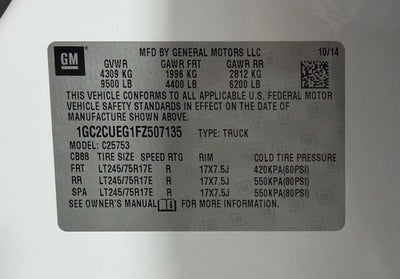 GM
MFD BY GENERAL MOTORS LLC 10/14
GVWR GAWR FRT GAWR RR
4309 KG 1996 KG 2812 KG
9500 LB 4400 LB 6200 LB
THIS VEHICLE CONFORMS TO ALL APPLICABLE U.S. FEDERAL MOTOR
VEHICLE SAFETY STANDARDS IN EFFECT ON THE DATE OF
MANUFACTURE SHOWN ABOVE.
1GC2CUEG1FZ507135 TYPE: TRUCK
MODEL: C25753
CB88 TIRE SIZE SPEED RTG RIM COLD TIRE PRESSURE
FRT LT245/75R17E R 17X7.5J 420KPA(60PSI)
RR LT245/75R17E R 17X7.5J 550KPA(80PSI)
SPA LT245/75R17E R 17X7.5J 550KPA(80PSI)
SEE OWNER'S MANUAL FOR MORE INFORMATION.